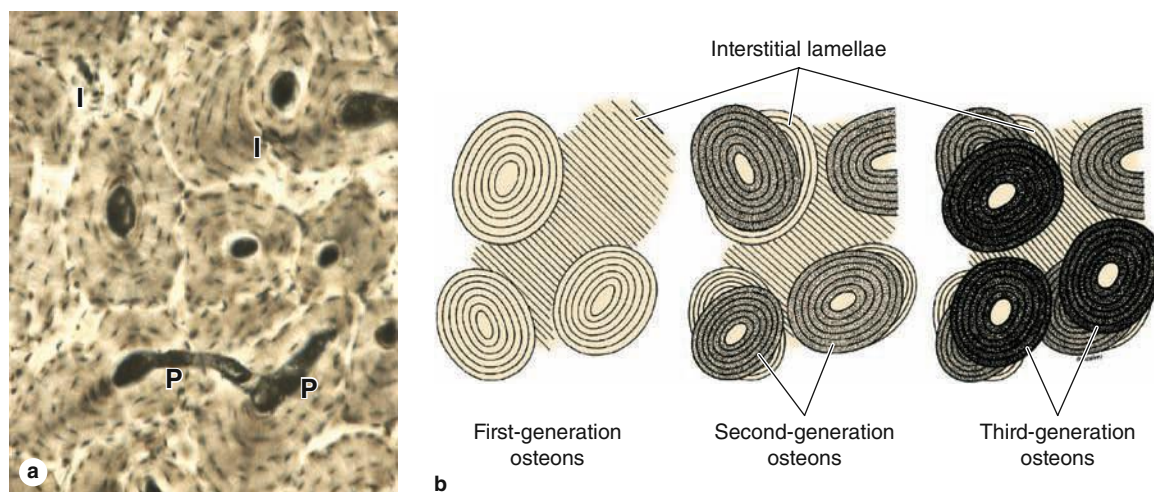 Interstitial lamellae
I
I
P
P
First-generation
osteons
Second-generation
osteons
Third-generation
osteons
a
b